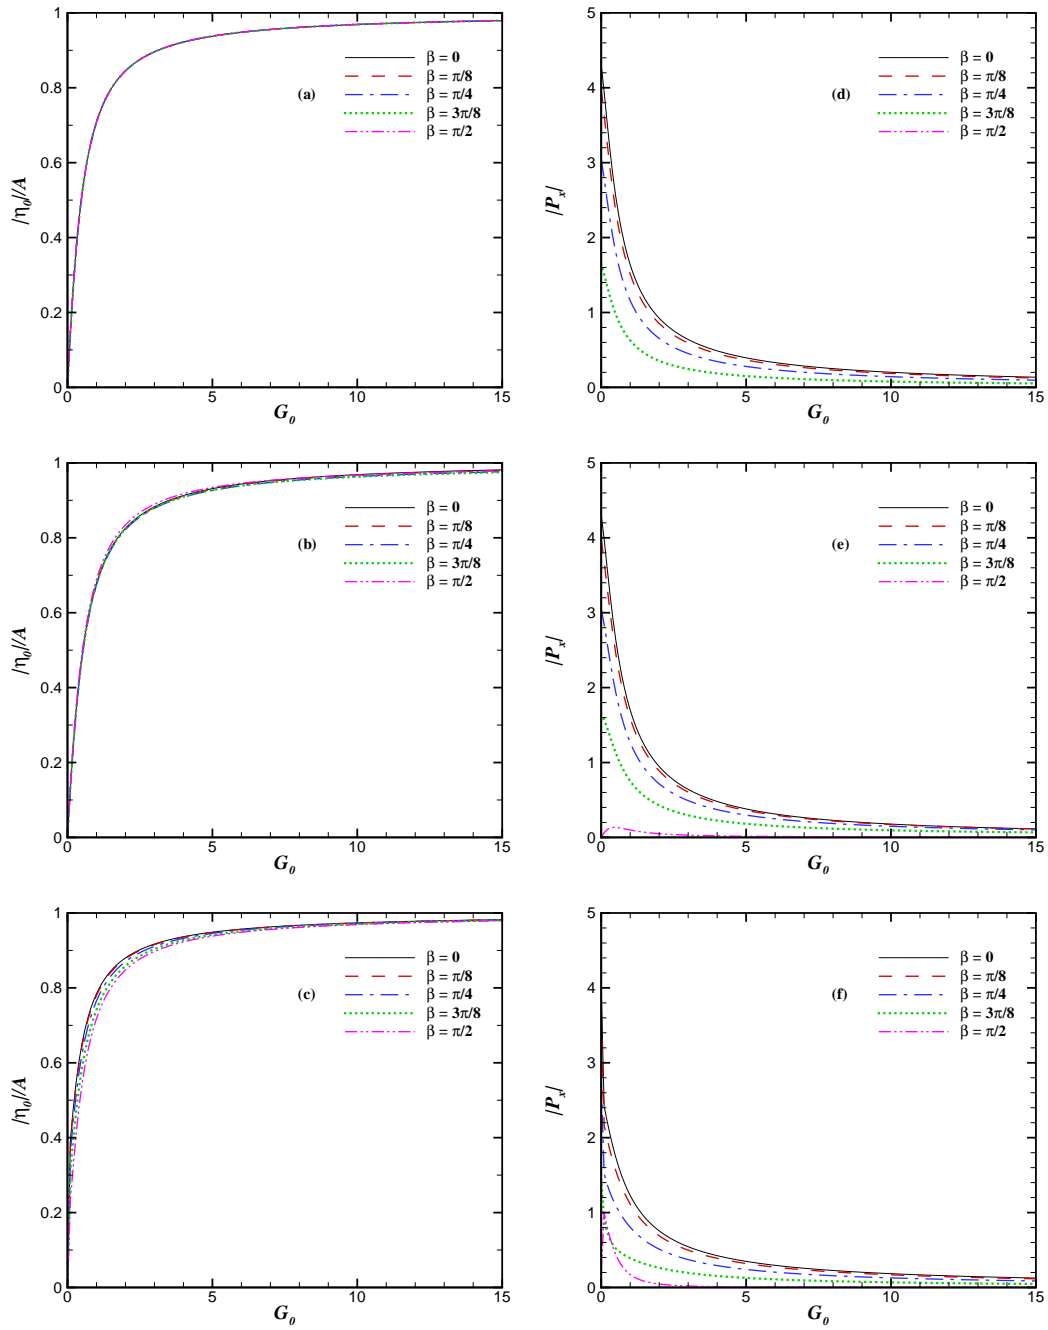 1
0.8
0.6
0.4
0.2
0
0 5 10 15
|η₀|/A
G₀
(a)
β = 0
β = π/8
β = π/4
β = 3π/8
β = π/2
5
4
3
2
1
0
0 5 10 15
|Pₓ|
G₀
(d)
β = 0
β = π/8
β = π/4
β = 3π/8
β = π/2
1
0.8
0.6
0.4
0.2
0
0 5 10 15
|η₀|/A
G₀
(b)
β = 0
β = π/8
β = π/4
β = 3π/8
β = π/2
5
4
3
2
1
0
0 5 10 15
|Pₓ|
G₀
(e)
β = 0
β = π/8
β = π/4
β = 3π/8
β = π/2
1
0.8
0.6
0.4
0.2
0
0 5 10 15
|η₀|/A
G₀
(c)
β = 0
β = π/8
β = π/4
β = 3π/8
β = π/2
5
4
3
2
1
0
0 5 10 15
|Pₓ|
G₀
(f)
β = 0
β = π/8
β = π/4
β = 3π/8
β = π/2